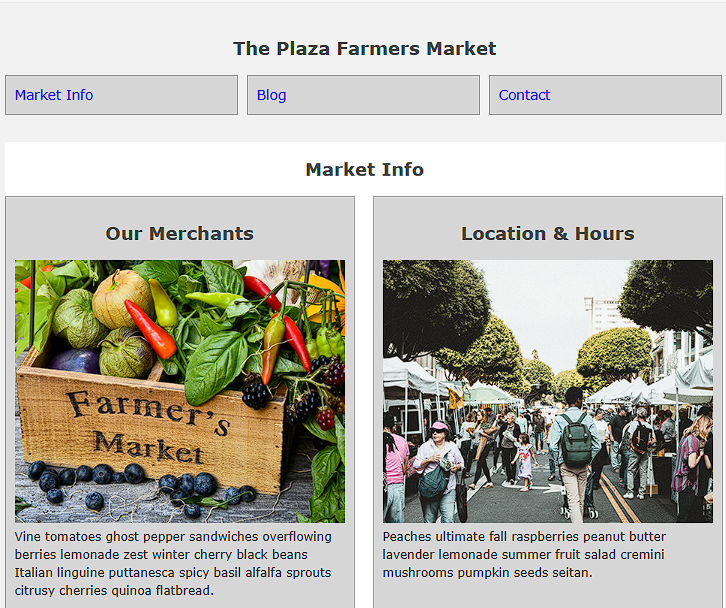 The Plaza Farmers Market
Market Info
Blog
Contact
Market Info
Our Merchants
Farmer's
Market
Vine tomatoes ghost pepper sandwiches overflowing
berries lemonade zest winter cherry black beans
Italian linguine puttanesca spicy basil alfalfa sprouts
citrusy cherries quinoa flatbread.
Location & Hours
Peaches ultimate fall raspberries peanut butter
lavender lemonade summer fruit salad cremini
mushrooms pumpkin seeds seitan.